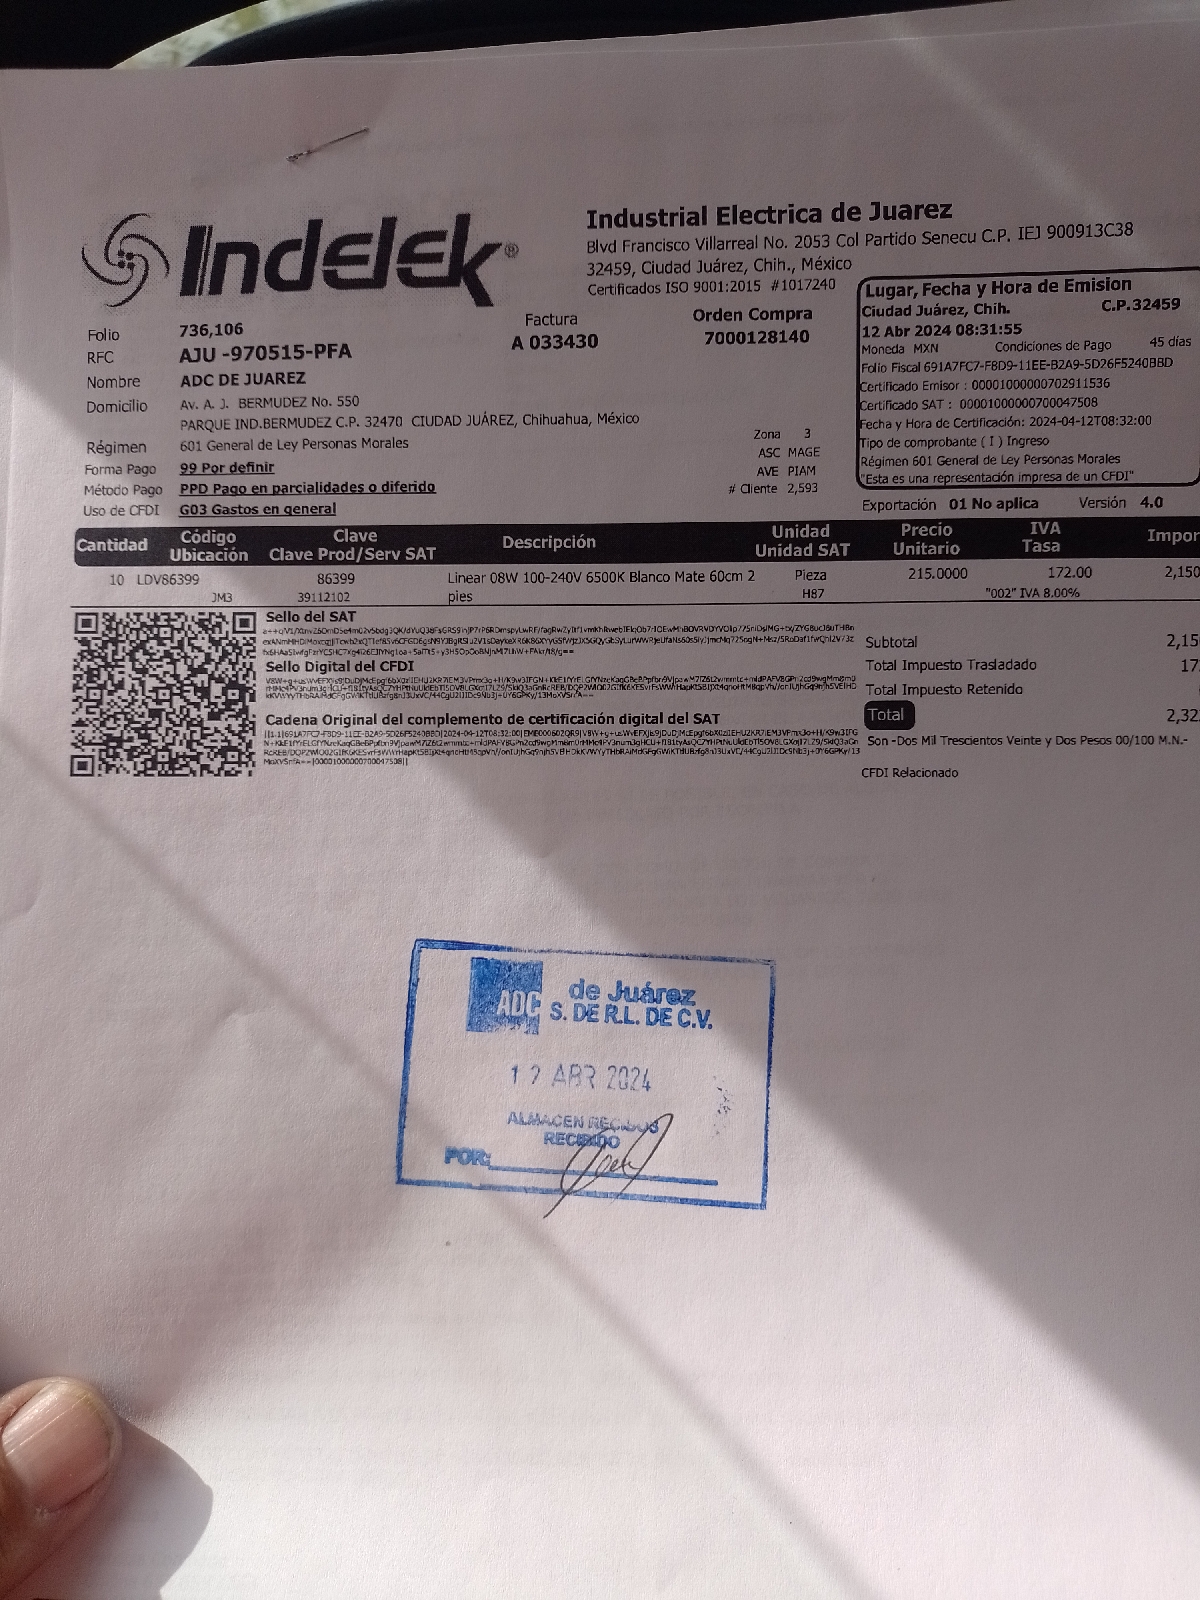 Indelek®
Industrial Electrica de Juarez
Blvd Francisco Villarreal No. 2053 Col Partido Senecu C.P. IEJ 900913C38
32459, Ciudad Juárez, Chih., México
Certificados ISO 9001:2015 #1017240
Folio 736,106
Factura
A 033430
Orden Compra
7000128140
RFC AJU -970515-PFA
Nombre ADC DE JUAREZ
Domicilio Av. A. J. BERMUDEZ No. 550
PARQUE IND.BERMUDEZ C.P. 32470 CIUDAD JUÁREZ, Chihuahua, México
Régimen 601 General de Ley Personas Morales
Forma Pago 99 Por definir
Método Pago PPD Pago en parcialidades o diferido
Uso de CFDI G03 Gastos en general
Zona 3
ASC MAGE
AVE PIAM
# Cliente 2,593
Lugar, Fecha y Hora de Emision
Ciudad Juárez, Chih. C.P.32459
12 Abr 2024 08:31:55
Moneda MXN Condiciones de Pago 45 días
Folio Fiscal 691A7FC7-F8D9-11EE-B2A9-5D26F5240BBD
Certificado Emisor : 00001000000702911536
Certificado SAT : 00001000000700047508
Fecha y Hora de Certificación: 2024-04-12T08:32:00
Tipo de comprobante ( I ) Ingreso
Régimen 601 General de Ley Personas Morales
"Esta es una representación impresa de un CFDI"
Exportación 01 No aplica Versión 4.0
Cantidad Código Ubicación Clave Clave Prod/Serv SAT Descripción Unidad Unidad SAT Precio Unitario IVA Tasa Impor
10 LDV86399 86399 Linear 08W 100-240V 6500K Blanco Mate 60cm 2 Pieza 215.0000 172.00 2,150
JM3 39112102 pies H87 "002" IVA 8.00%
Sello del SAT
Sello Digital del CFDI
Cadena Original del complemento de certificación digital del SAT
Subtotal 2,15
Total Impuesto Trasladado 17
Total Impuesto Retenido
Total 2,32
Son -Dos Mil Trescientos Veinte y Dos Pesos 00/100 M.N.-
CFDI Relacionado
ADC de Juárez
S. DE R.L. DE C.V.
12 ABR 2024
ALMACEN RECIBOS
RECIBIDO
POR: